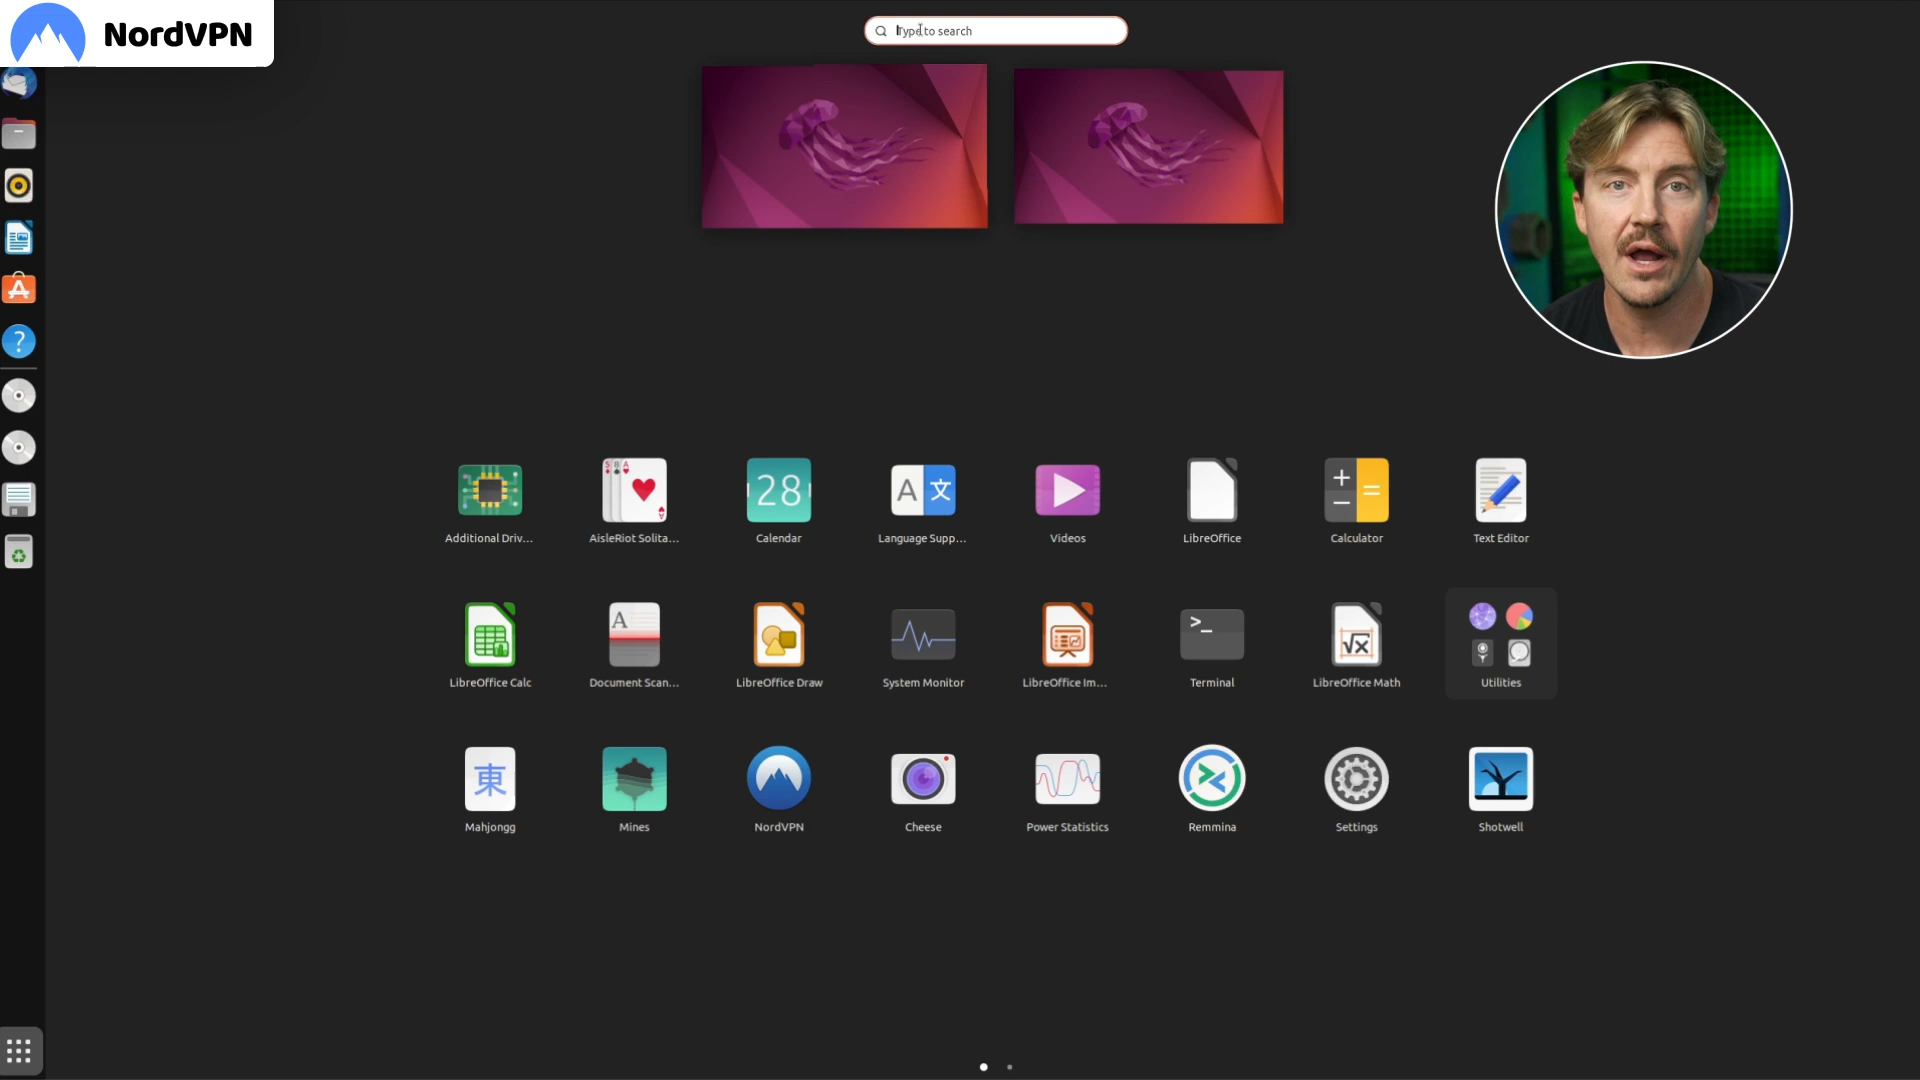 NordVPN
Type to search
28
A 文
Additional Driv...
AisleRiot Solita...
Calendar
Language Supp...
Videos
LibreOffice
Calculator
Text Editor
A
>_
√x
LibreOffice Calc
Document Scan...
LibreOffice Draw
System Monitor
LibreOffice Im...
Terminal
LibreOffice Math
Utilities
東
Mahjongg
Mines
NordVPN
Cheese
Power Statistics
Remmina
Settings
Shotwell